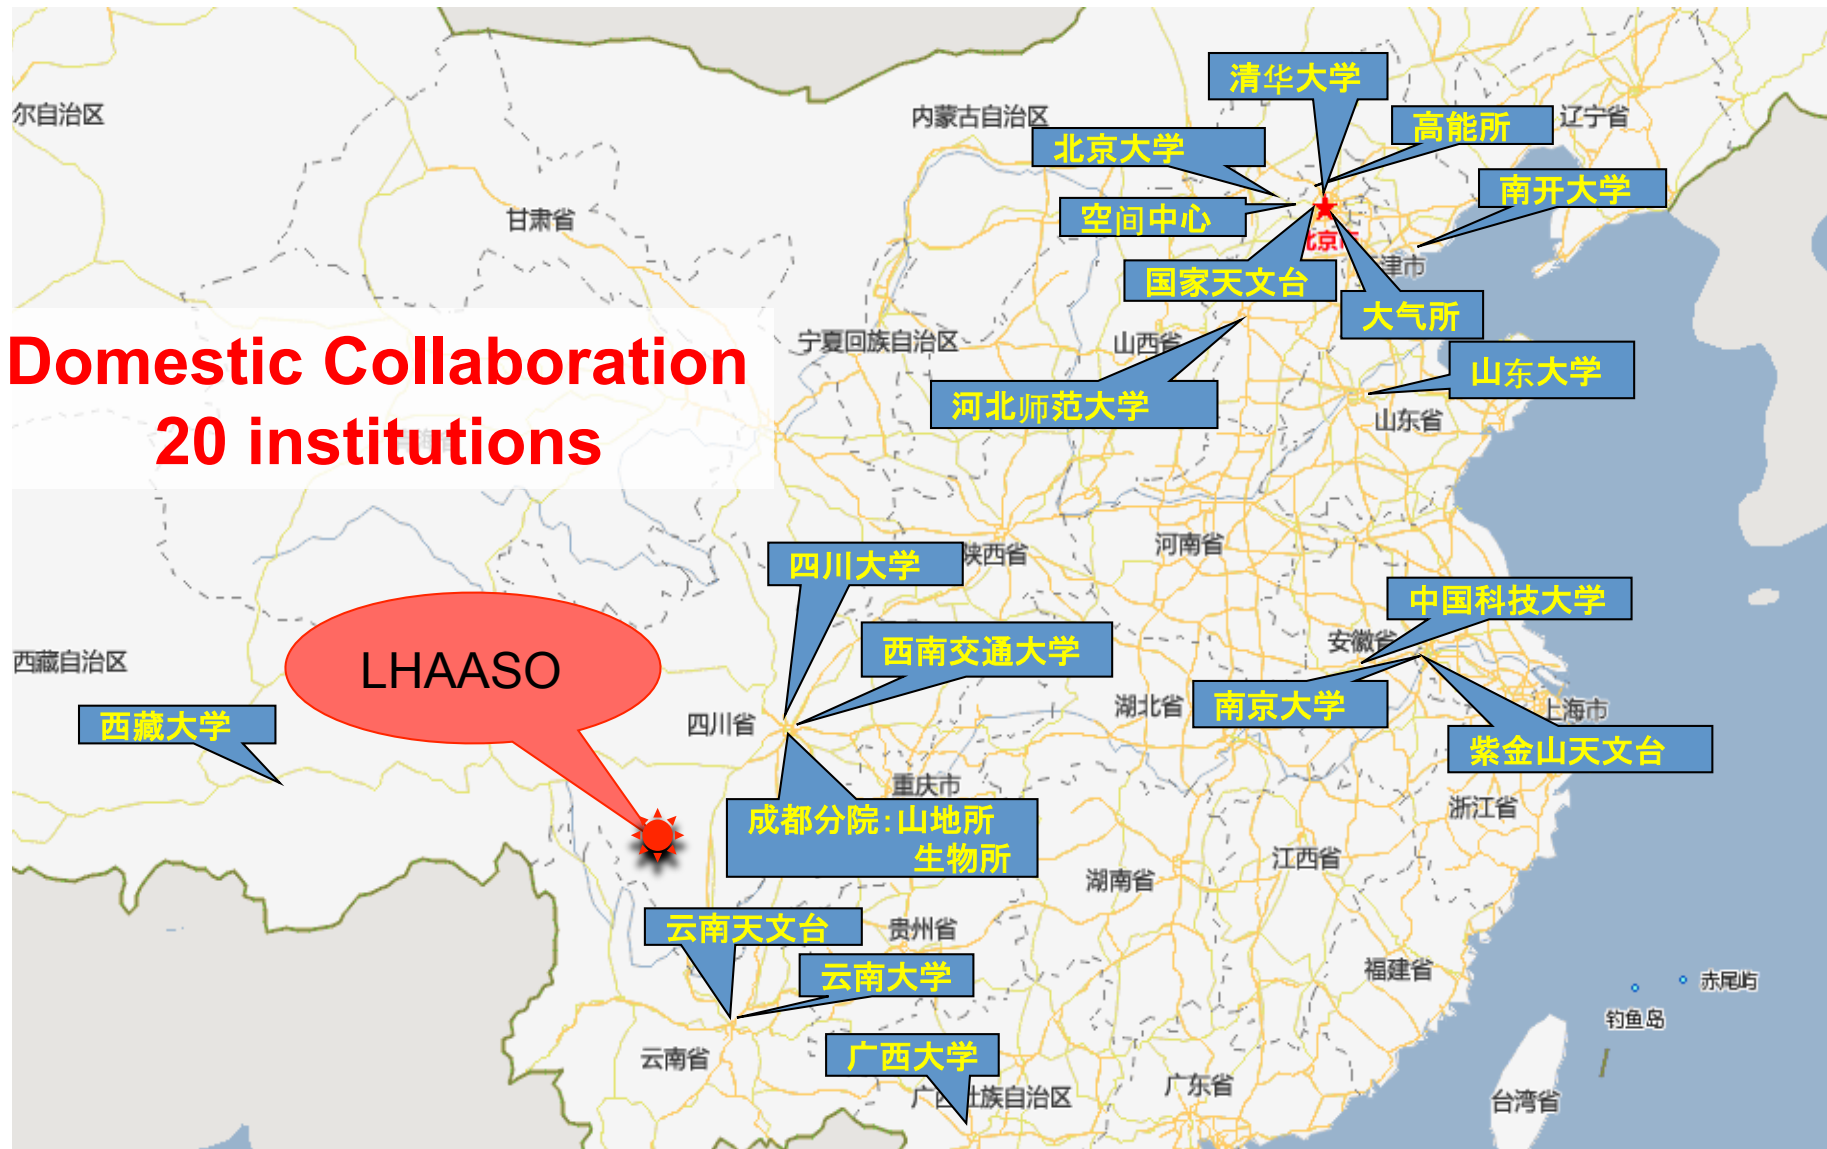 清华大学
尔自治区
内蒙古自治区
高能所
辽宁省
北京大学
南开大学
空间中心
甘肃省
国家天文台
大气所
Domestic Collaboration
20 institutions
宁夏回族自治区
山西省
山东大学
河北师范大学
山东省
四川大学
陕西省
河南省
中国科技大学
安徽省
西南交通大学
西藏自治区
LHAASO
西藏大学
四川省
湖北省
南京大学
上海市
紫金山天文台
重庆市
成都分院:山地所
生物所
浙江省
江西省
湖南省
云南天文台
贵州省
云南大学
福建省
赤尾屿
钓鱼岛
云南省
广西大学
广东省
台湾省